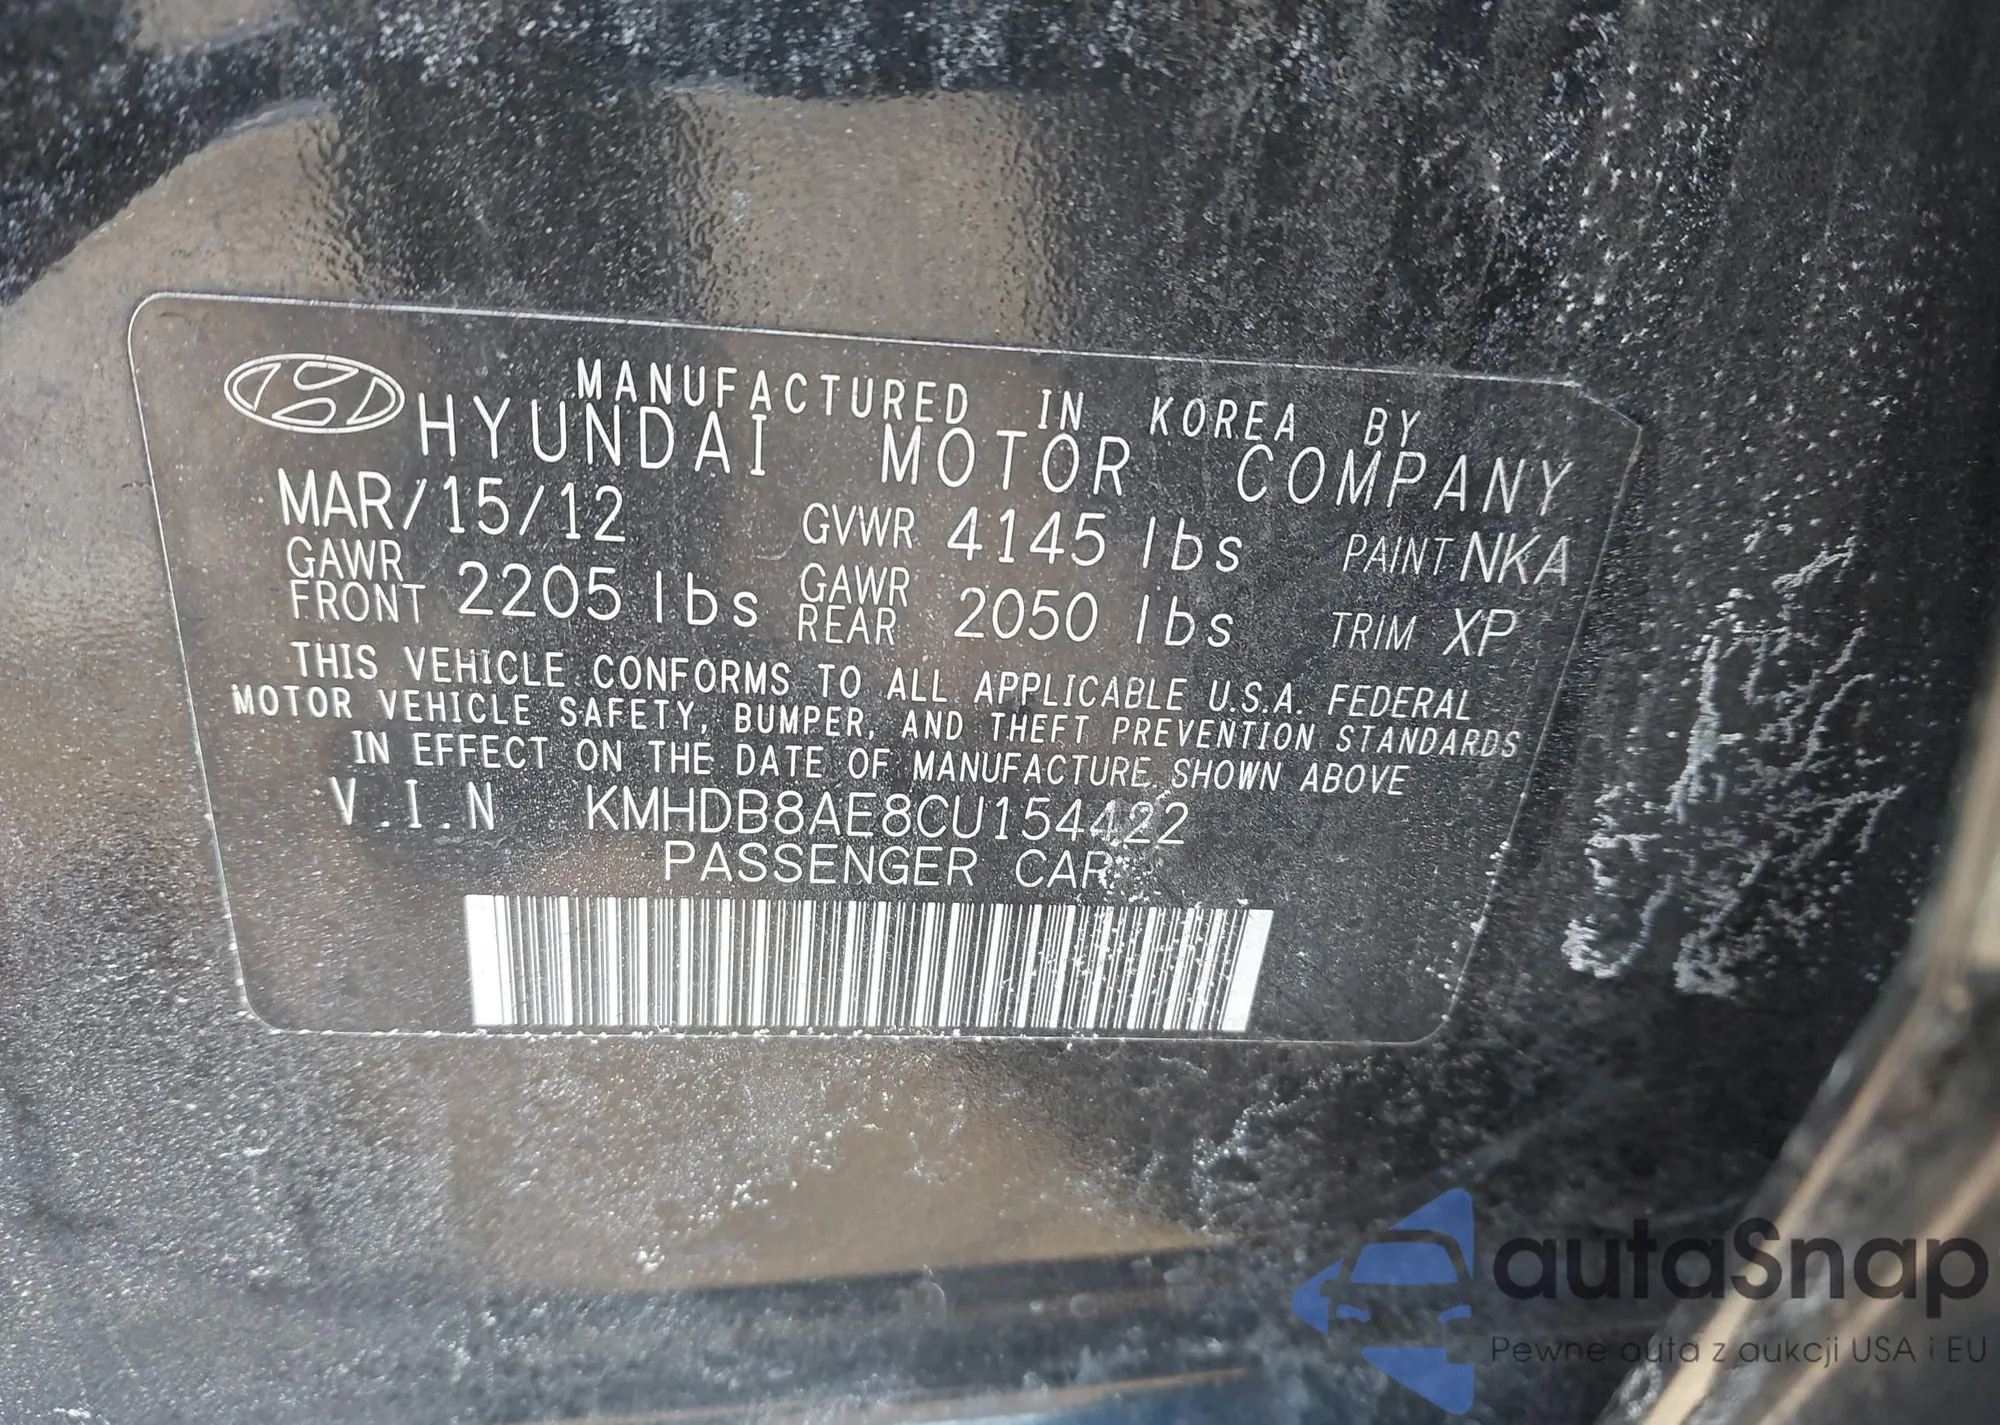 MANUFACTURED IN KOREA BY
HYUNDAI MOTOR COMPANY
MAR/15/12 GVWR 4145 lbs PAINT NKA
GAWR FRONT 2205 lbs GAWR REAR 2050 lbs TRIM XP
THIS VEHICLE CONFORMS TO ALL APPLICABLE U.S.A. FEDERAL
MOTOR VEHICLE SAFETY, BUMPER, AND THEFT PREVENTION STANDARDS
IN EFFECT ON THE DATE OF MANUFACTURE SHOWN ABOVE
V.I.N KMHDB8AE8CU154422
PASSENGER CAR
autaSnap
Pewne auta z aukcji USA i EU